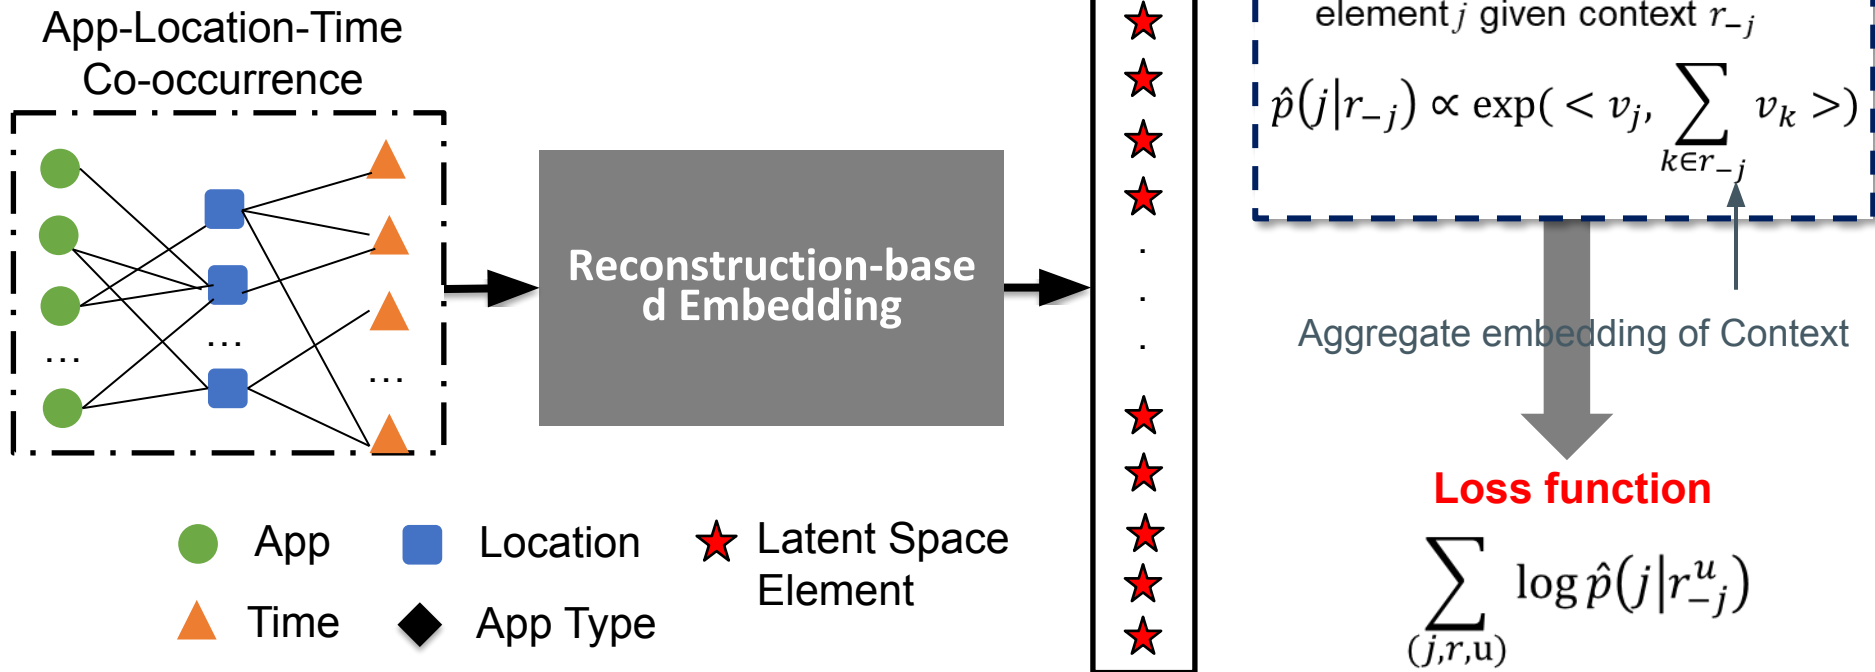 App-Location-Time
Co-occurrence
...
...
...
Reconstruction-base
d Embedding
.
.
.
App
Location
Latent Space
Element
Time
App Type
element j given context r₋ⱼ
p̂(j|r₋ⱼ) ∝ exp( < vⱼ, ∑ vₖ >)
k∈r₋ⱼ
Aggregate embedding of Context
Loss function
∑ log p̂(j|rᵘ₋ⱼ)
(j,r,u)